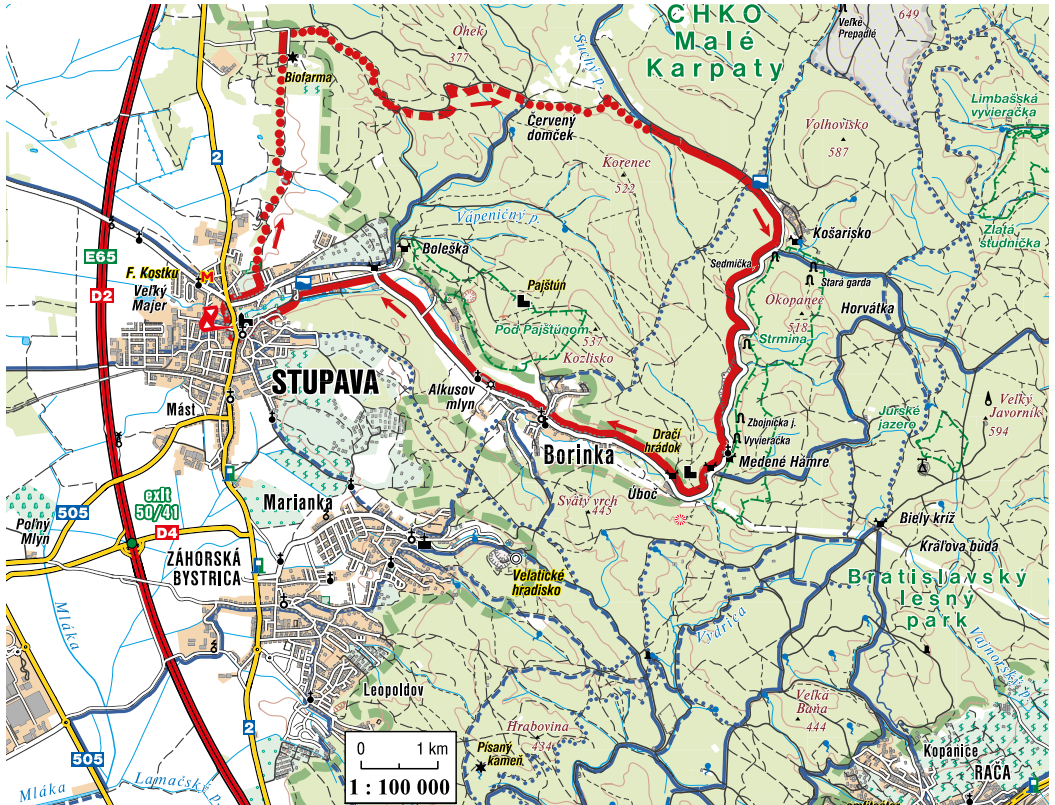 CHKO
Malé
Karpaty
Veľké
Prepadlé
649
Ohek
377
Suchý p.
Biofarma
2
Limbašská
vyvieračka
Volhovisko
587
Červený
domček
Korenec
522
Vápeničný p.
Zlatá
studnička
Košarisko
Boleška
E65
Sedmička
Stará garda
F. Kostku
M
Veľký
Majer
D2
Pajštún
Okopanec
518
Horvátka
Pod Pajštúnom
537
Kozlisko
Strmina
STUPAVA
Alkusov
mlyn
Veľký
Javorník
594
Mást
Jurské
jazero
Zbojnícka j.
Vyvieračka
Dračí
hrádok
Borinka
Medené Hámre
Úboč
exit
50/41
505
Marianka
Svätý vrch
445
Biely kríž
Poľný
Mlyn
D4
Kráľova búda
ZÁHORSKÁ
BYSTRICA
Velatické
hradisko
Bratislavský
lesný
park
Mláka
Vydrica
Vajnorský p.
Leopoldov
Veľká
Baňa
444
2
Hrabovina
434
Kopanice
0 1 km
Písaný
kameň
505
RAČA
1 : 100 000
Lamačský p.
Mláka